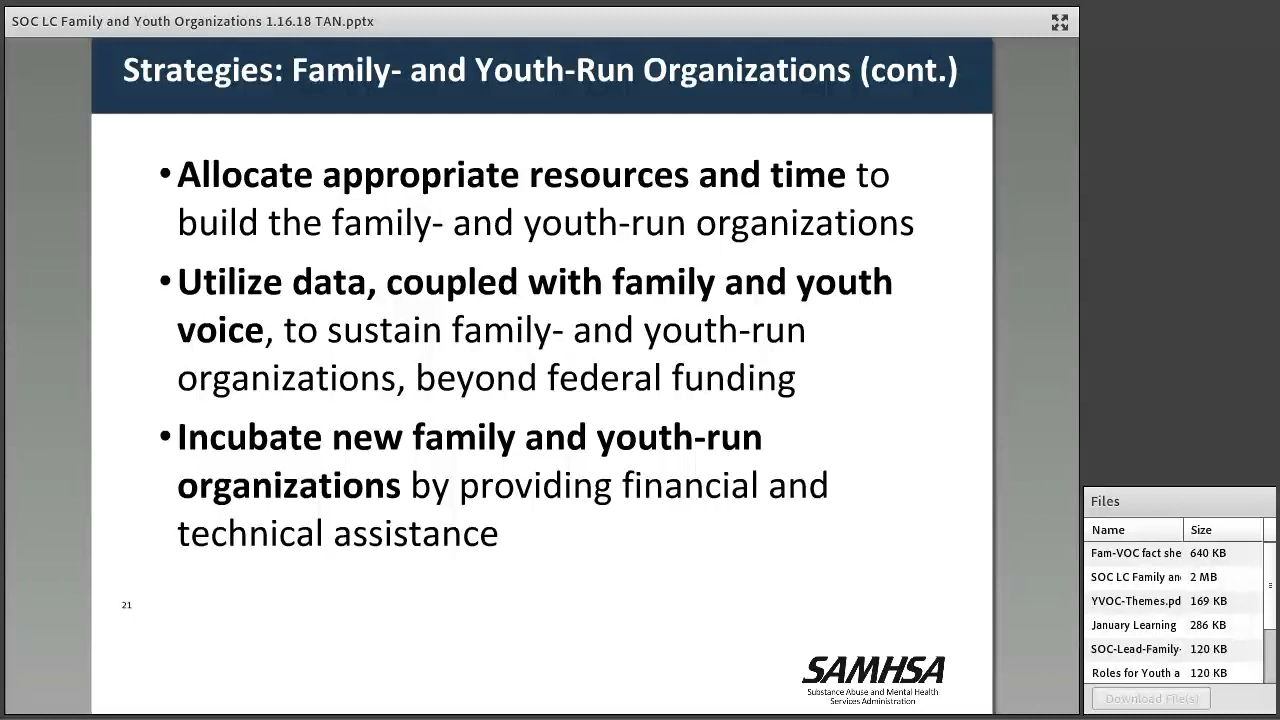 SOC LC Family and Youth Organizations 1.16.18 TAN.pptx
Strategies: Family- and Youth-Run Organizations (cont.)
•Allocate appropriate resources and time to
build the family- and youth-run organizations
•Utilize data, coupled with family and youth
voice, to sustain family- and youth-run
organizations, beyond federal funding
•Incubate new family and youth-run
organizations by providing financial and
technical assistance
21
SAMHSA
Substance Abuse and Mental Health
Services Administration
Files
Name Size
Fam-VOC fact she 640 KB
SOC LC Family an 2 MB
YVOC-Themes.pd 169 KB
January Learning 286 KB
SOC-Lead-Family- 120 KB
Roles for Youth a 120 KB
Download File(s)